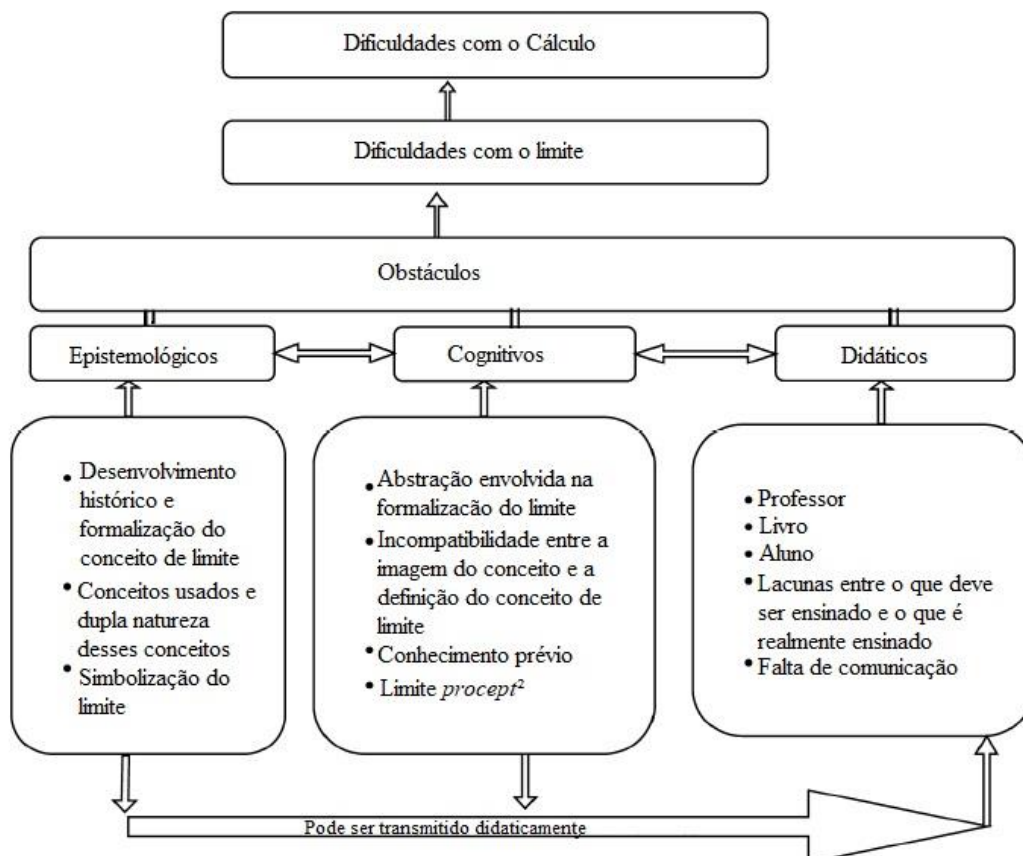 Dificuldades com o Cálculo
Dificuldades com o limite
Obstáculos
Epistemológicos
Cognitivos
Didáticos
• Desenvolvimento
histórico e
formalização do
conceito de limite
• Conceitos usados e
dupla natureza
desses conceitos
• Simbolização do
limite
• Abstração envolvida na
formalização do limite
• Incompatibilidade entre a
imagem do conceito e a
definição do conceito de
limite
• Conhecimento prévio
• Limite procept²
• Professor
• Livro
• Aluno
• Lacunas entre o que deve
ser ensinado e o que é
realmente ensinado
• Falta de comunicação
Pode ser transmitido didaticamente